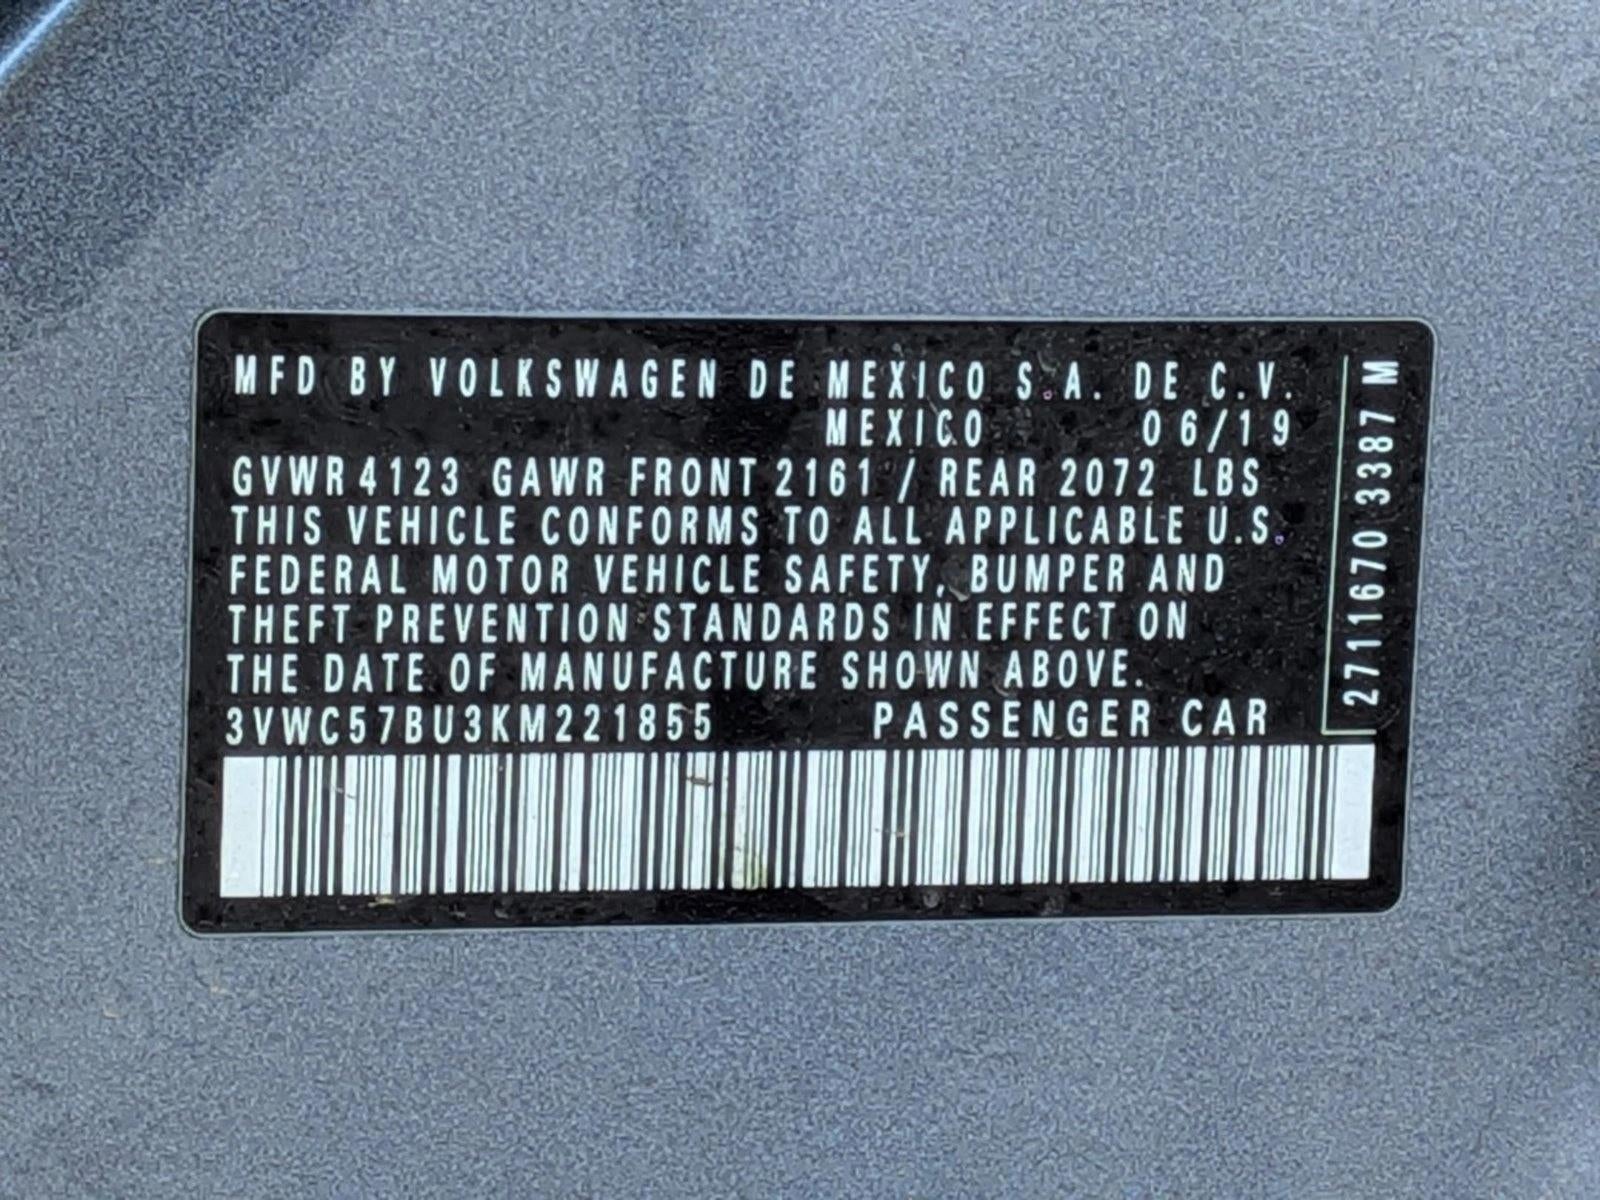 MFD BY VOLKSWAGEN DE MEXICO S.A. DE C.V.
MEXICO 06/19
GVWR 4123 GAWR FRONT 2161 / REAR 2072 LBS
THIS VEHICLE CONFORMS TO ALL APPLICABLE U.S.
FEDERAL MOTOR VEHICLE SAFETY, BUMPER AND
THEFT PREVENTION STANDARDS IN EFFECT ON
THE DATE OF MANUFACTURE SHOWN ABOVE.
3VWC57BU3KM221855 PASSENGER CAR
2711670 3387 M